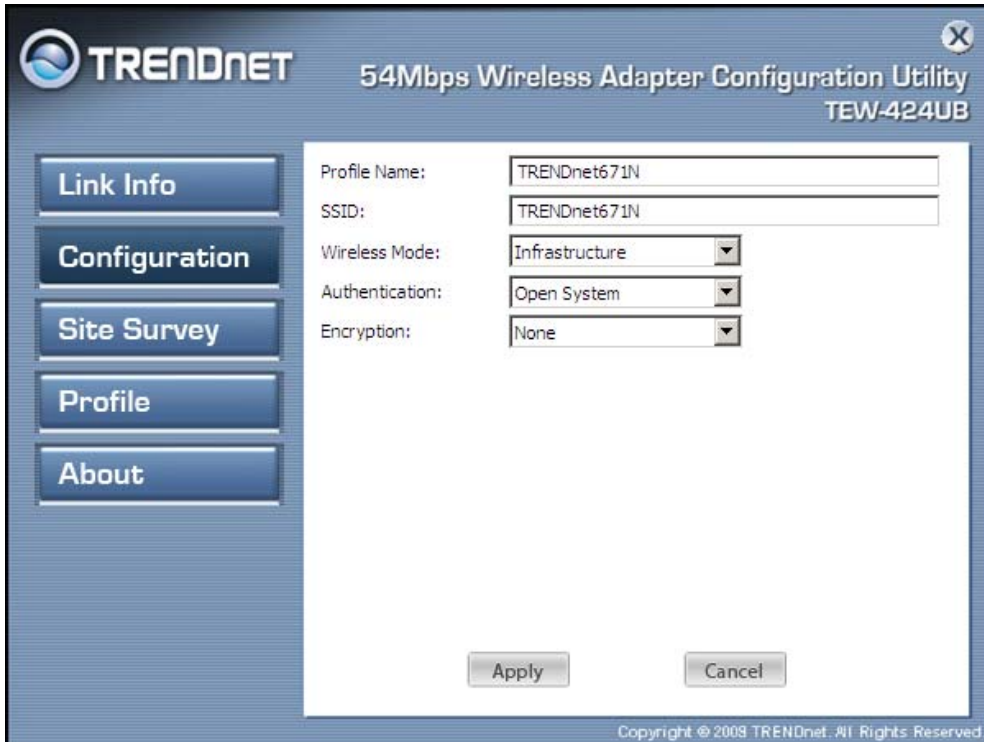 TRENDNET
54Mbps Wireless Adapter Configuration Utility
TEW-424UB
Link Info
Configuration
Site Survey
Profile
About
Profile Name: TRENDnet671N
SSID: TRENDnet671N
Wireless Mode: Infrastructure
Authentication: Open System
Encryption: None
Apply Cancel
Copyright © 2009 TRENDnet. All Rights Reserved